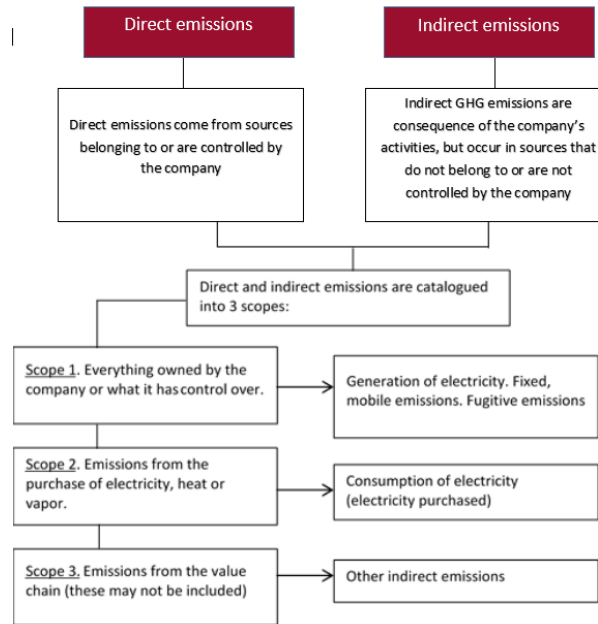 Direct emissions
Indirect emissions
Direct emissions come from sources
belonging to or are controlled by
the company
Indirect GHG emissions are
consequence of the company's
activities, but occur in sources that
do not belong to or are not
controlled by the company
Direct and indirect emissions are catalogued
into 3 scopes:
Scope 1. Everything owned by the
company or what it has control over.
Generation of electricity. Fixed,
mobile emissions. Fugitive emissions
Scope 2. Emissions from the
purchase of electricity, heat or
vapor.
Consumption of electricity
(electricity purchased)
Scope 3. Emissions from the value
chain (these may not be included)
Other indirect emissions